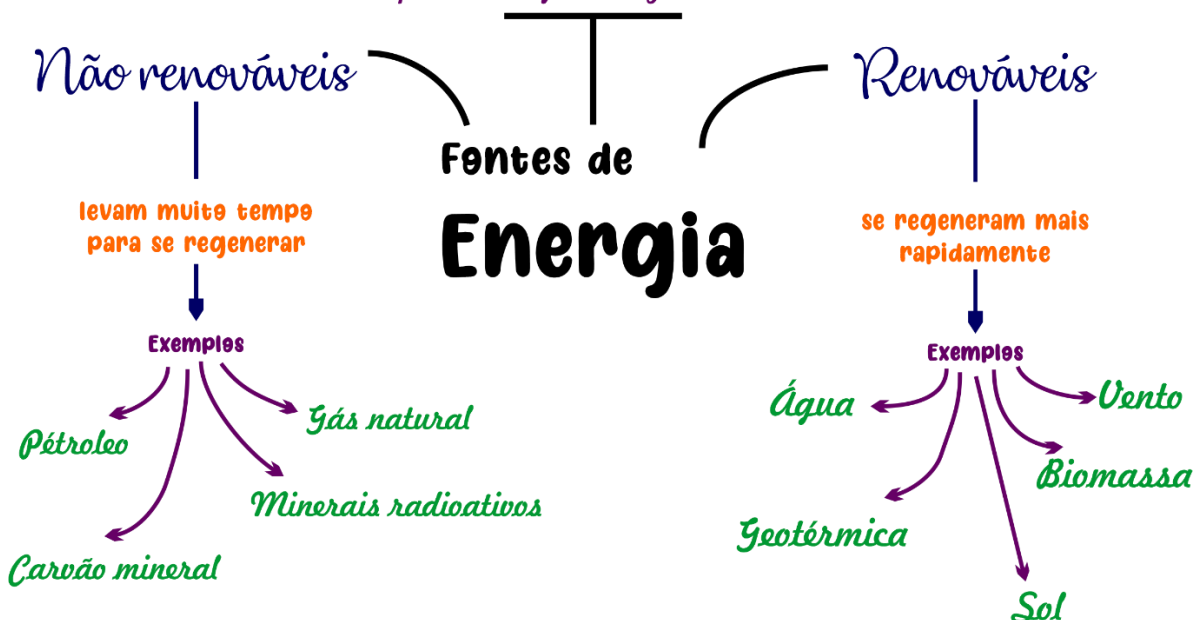 Não renováveis
Renováveis
Fontes de
Energia
levam muito tempo
para se regenerar
se regeneram mais
rapidamente
Exemplos
Exemplos
Pétroleo
Gás natural
Minerais radioativos
Carvão mineral
Água
Vento
Biomassa
Geotérmica
Sol